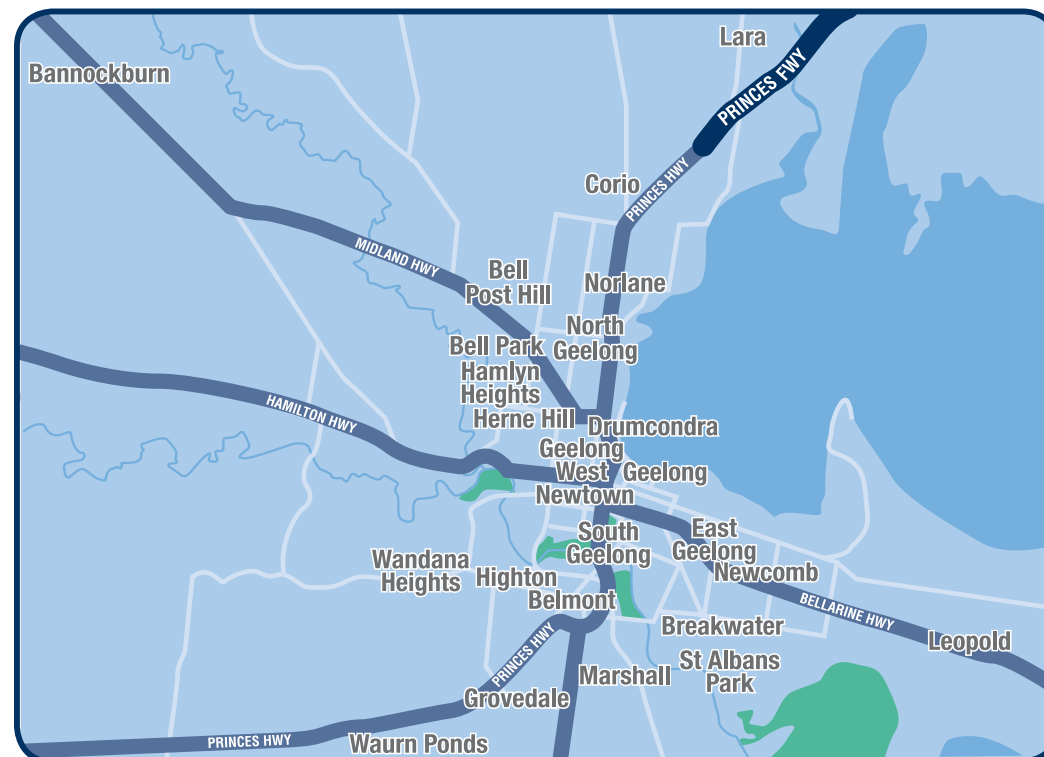 Lara
PRINCES FWY
Bannockburn
Corio
PRINCES HWY
MIDLAND HWY
Bell
Post Hill
Norlane
North
Geelong
Bell Park
Hamlyn
Heights
Herne Hill
HAMILTON HWY
Drumcondra
Geelong
West
Geelong
Newtown
South
Geelong
East
Geelong
Wandana
Heights
Highton
Newcomb
Belmont
BELLARINE HWY
Breakwater
Leopold
PRINCES HWY
Marshall
St Albans
Park
Grovedale
PRINCES HWY
Waurn Ponds